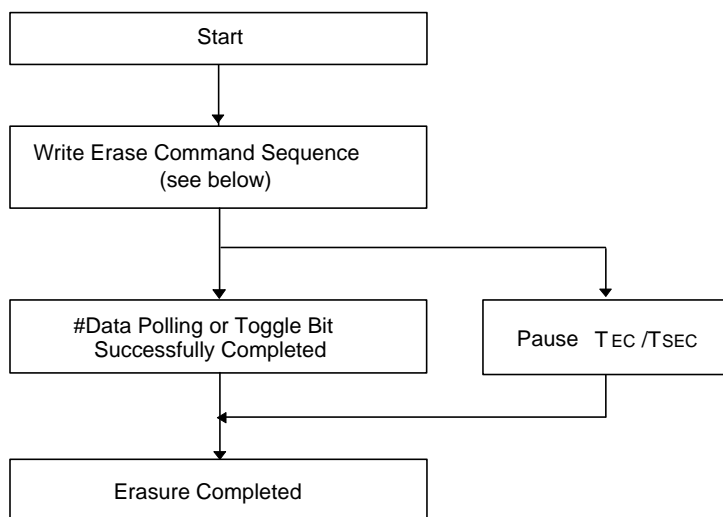 Start
Write Erase Command Sequence
(see below)
#Data Polling or Toggle Bit
Successfully Completed
Pause TEC /TSEC
Erasure Completed